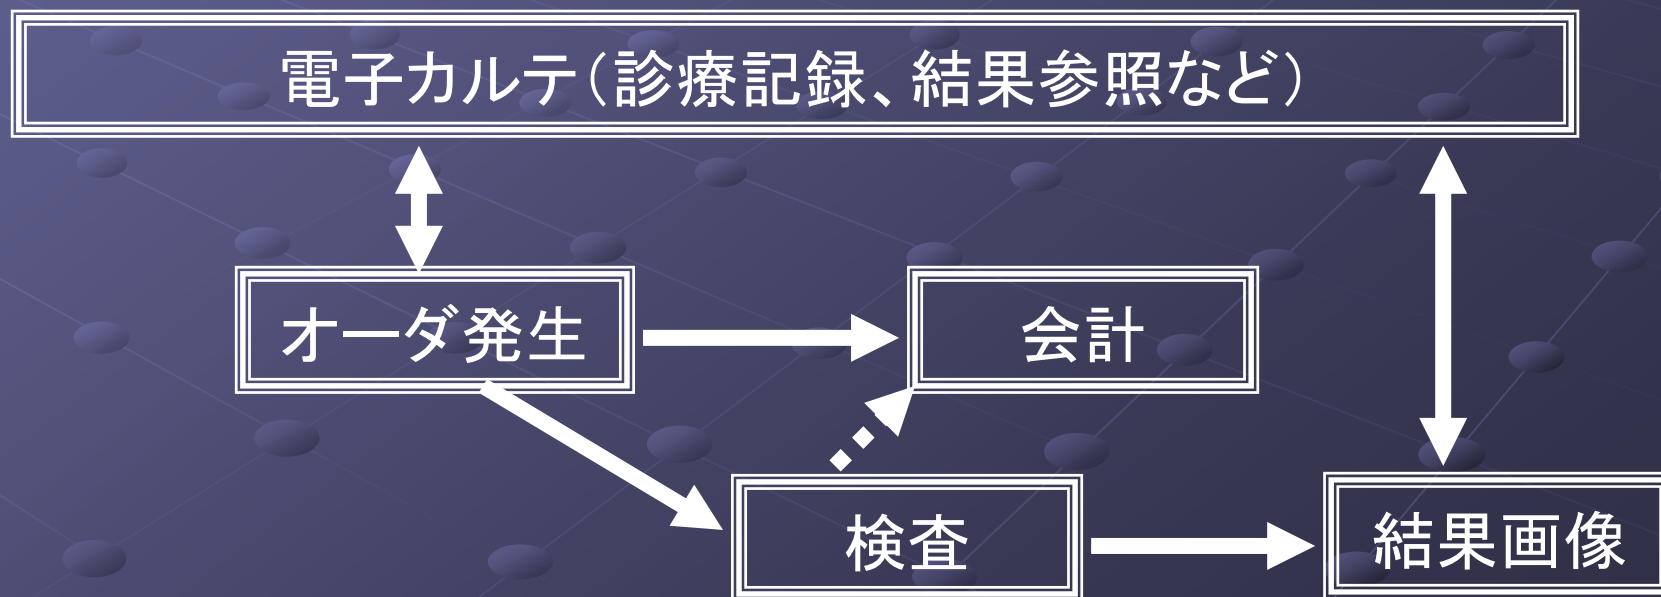 電子カルテ（診療記録、結果参照など）
オーダ発生
会計
検査
結果画像